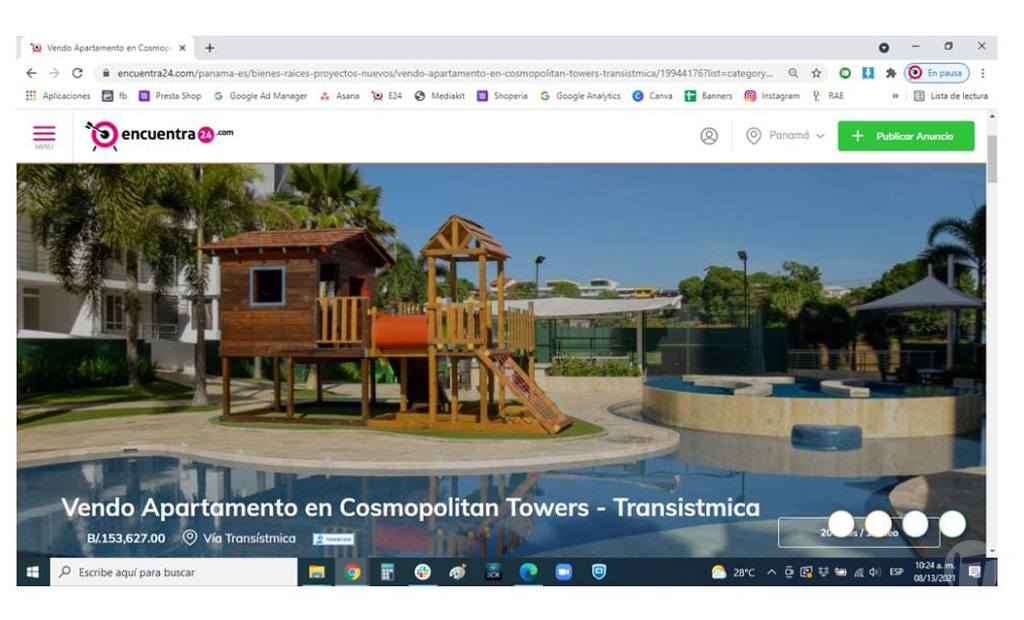 Vendo Apartamento en Cosmop
encuentra24.com/panama-es/bienes-raices-proyectos-nuevos/vendo-apartamento-en-cosmopolitan-towers-transistmica/19944176?list=category...
En pausa
Aplicaciones fb Presta Shop Google Ad Manager Asana E24 Mediakit Shoperia Google Analytics Canva Banners Instagram RAE » Lista de lectura
MENU
encuentra24.com
Panamá
+ Publicar Anuncio
Vendo Apartamento en Cosmopolitan Towers - Transistmica
B/.153,627.00 Vía Transístmica FINANCIAR
Escribe aquí para buscar
28°C ESP
10:24 a. m.
08/13/2021